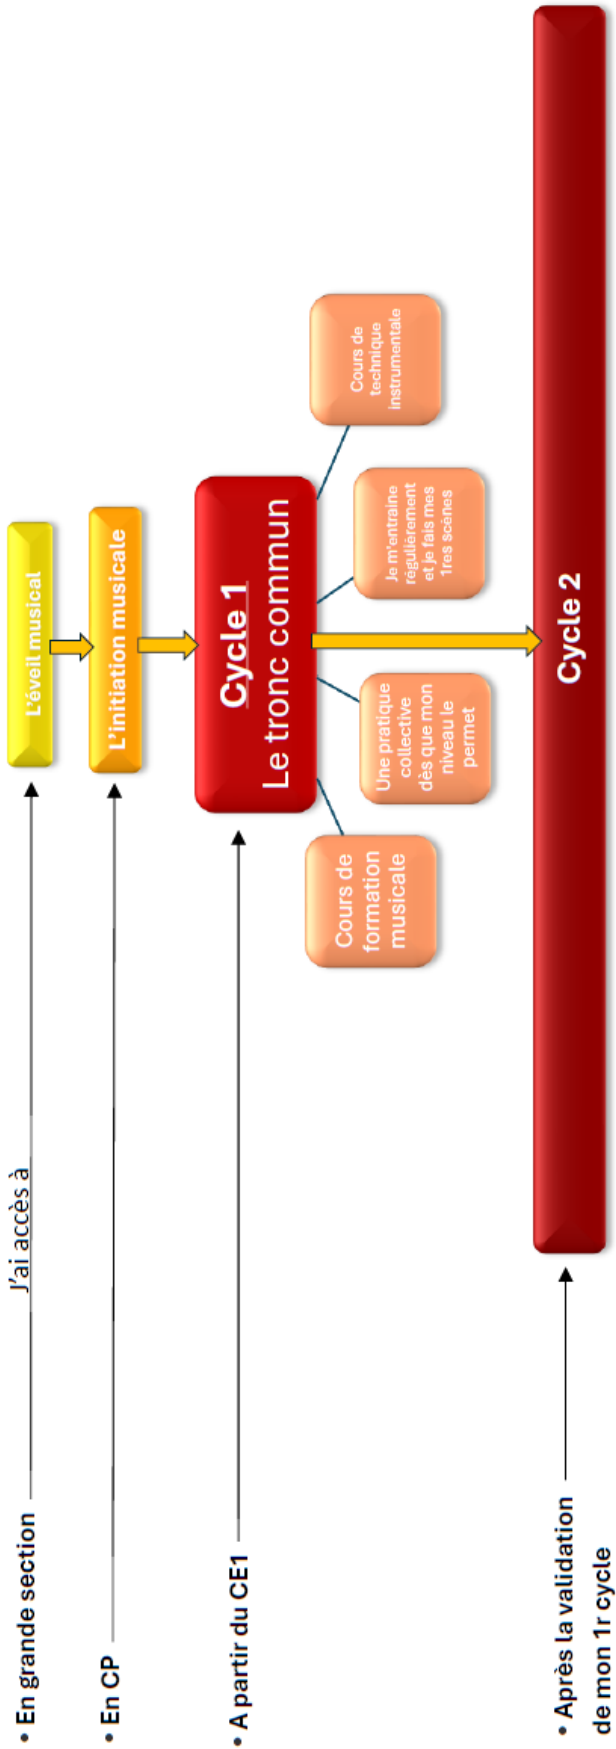 • En grande section
J'ai accès à
L'éveil musical
• En CP
L'initiation musicale
• A partir du CE1
Cycle 1
Le tronc commun
Cours de
formation
musicale
Une pratique
collective
dès que mon
niveau le
permet
Je m'entraine
régulièrement
et je fais mes
1res scènes
Cours de
technique
instrumentale
• Après la validation
de mon 1r cycle
Cycle 2